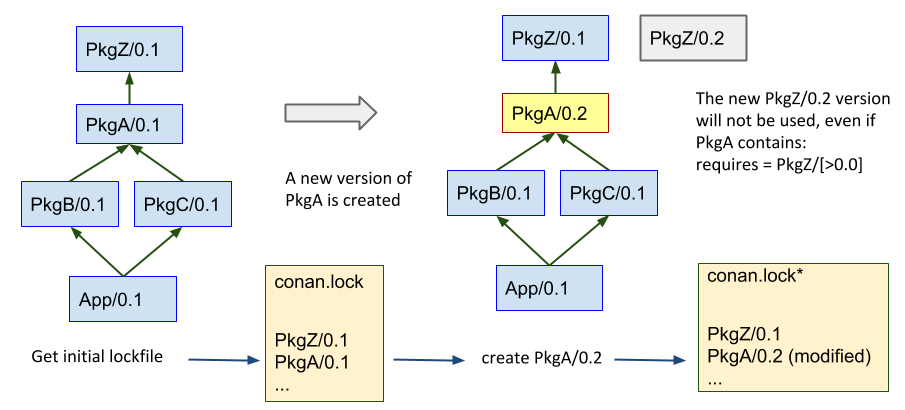 PkgZ/0.1
PkgA/0.1
PkgB/0.1
PkgC/0.1
App/0.1
A new version of
PkgA is created
PkgZ/0.1
PkgZ/0.2
PkgA/0.2
PkgB/0.1
PkgC/0.1
App/0.1
The new PkgZ/0.2 version
will not be used, even if
PkgA contains:
requires = PkgZ/[>0.0]
Get initial lockfile
conan.lock
PkgZ/0.1
PkgA/0.1
...
create PkgA/0.2
conan.lock*
PkgZ/0.1
PkgA/0.2 (modified)
...